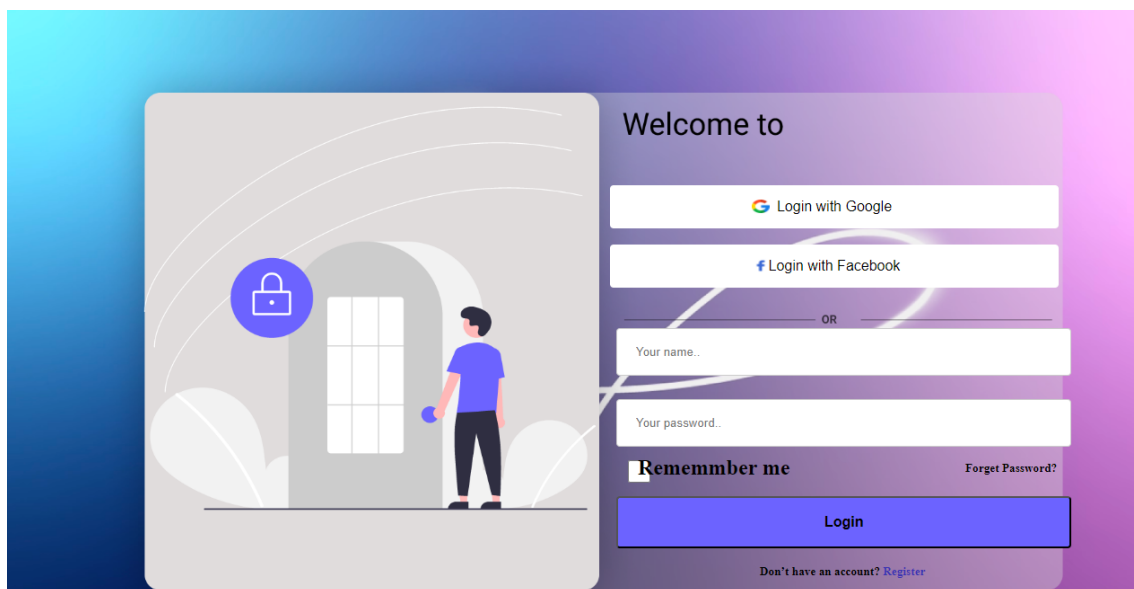 Welcome to
Login with Google
Login with Facebook
OR
Your name..
Your password..
Rememmber me
Forget Password?
Login
Don't have an account? Register